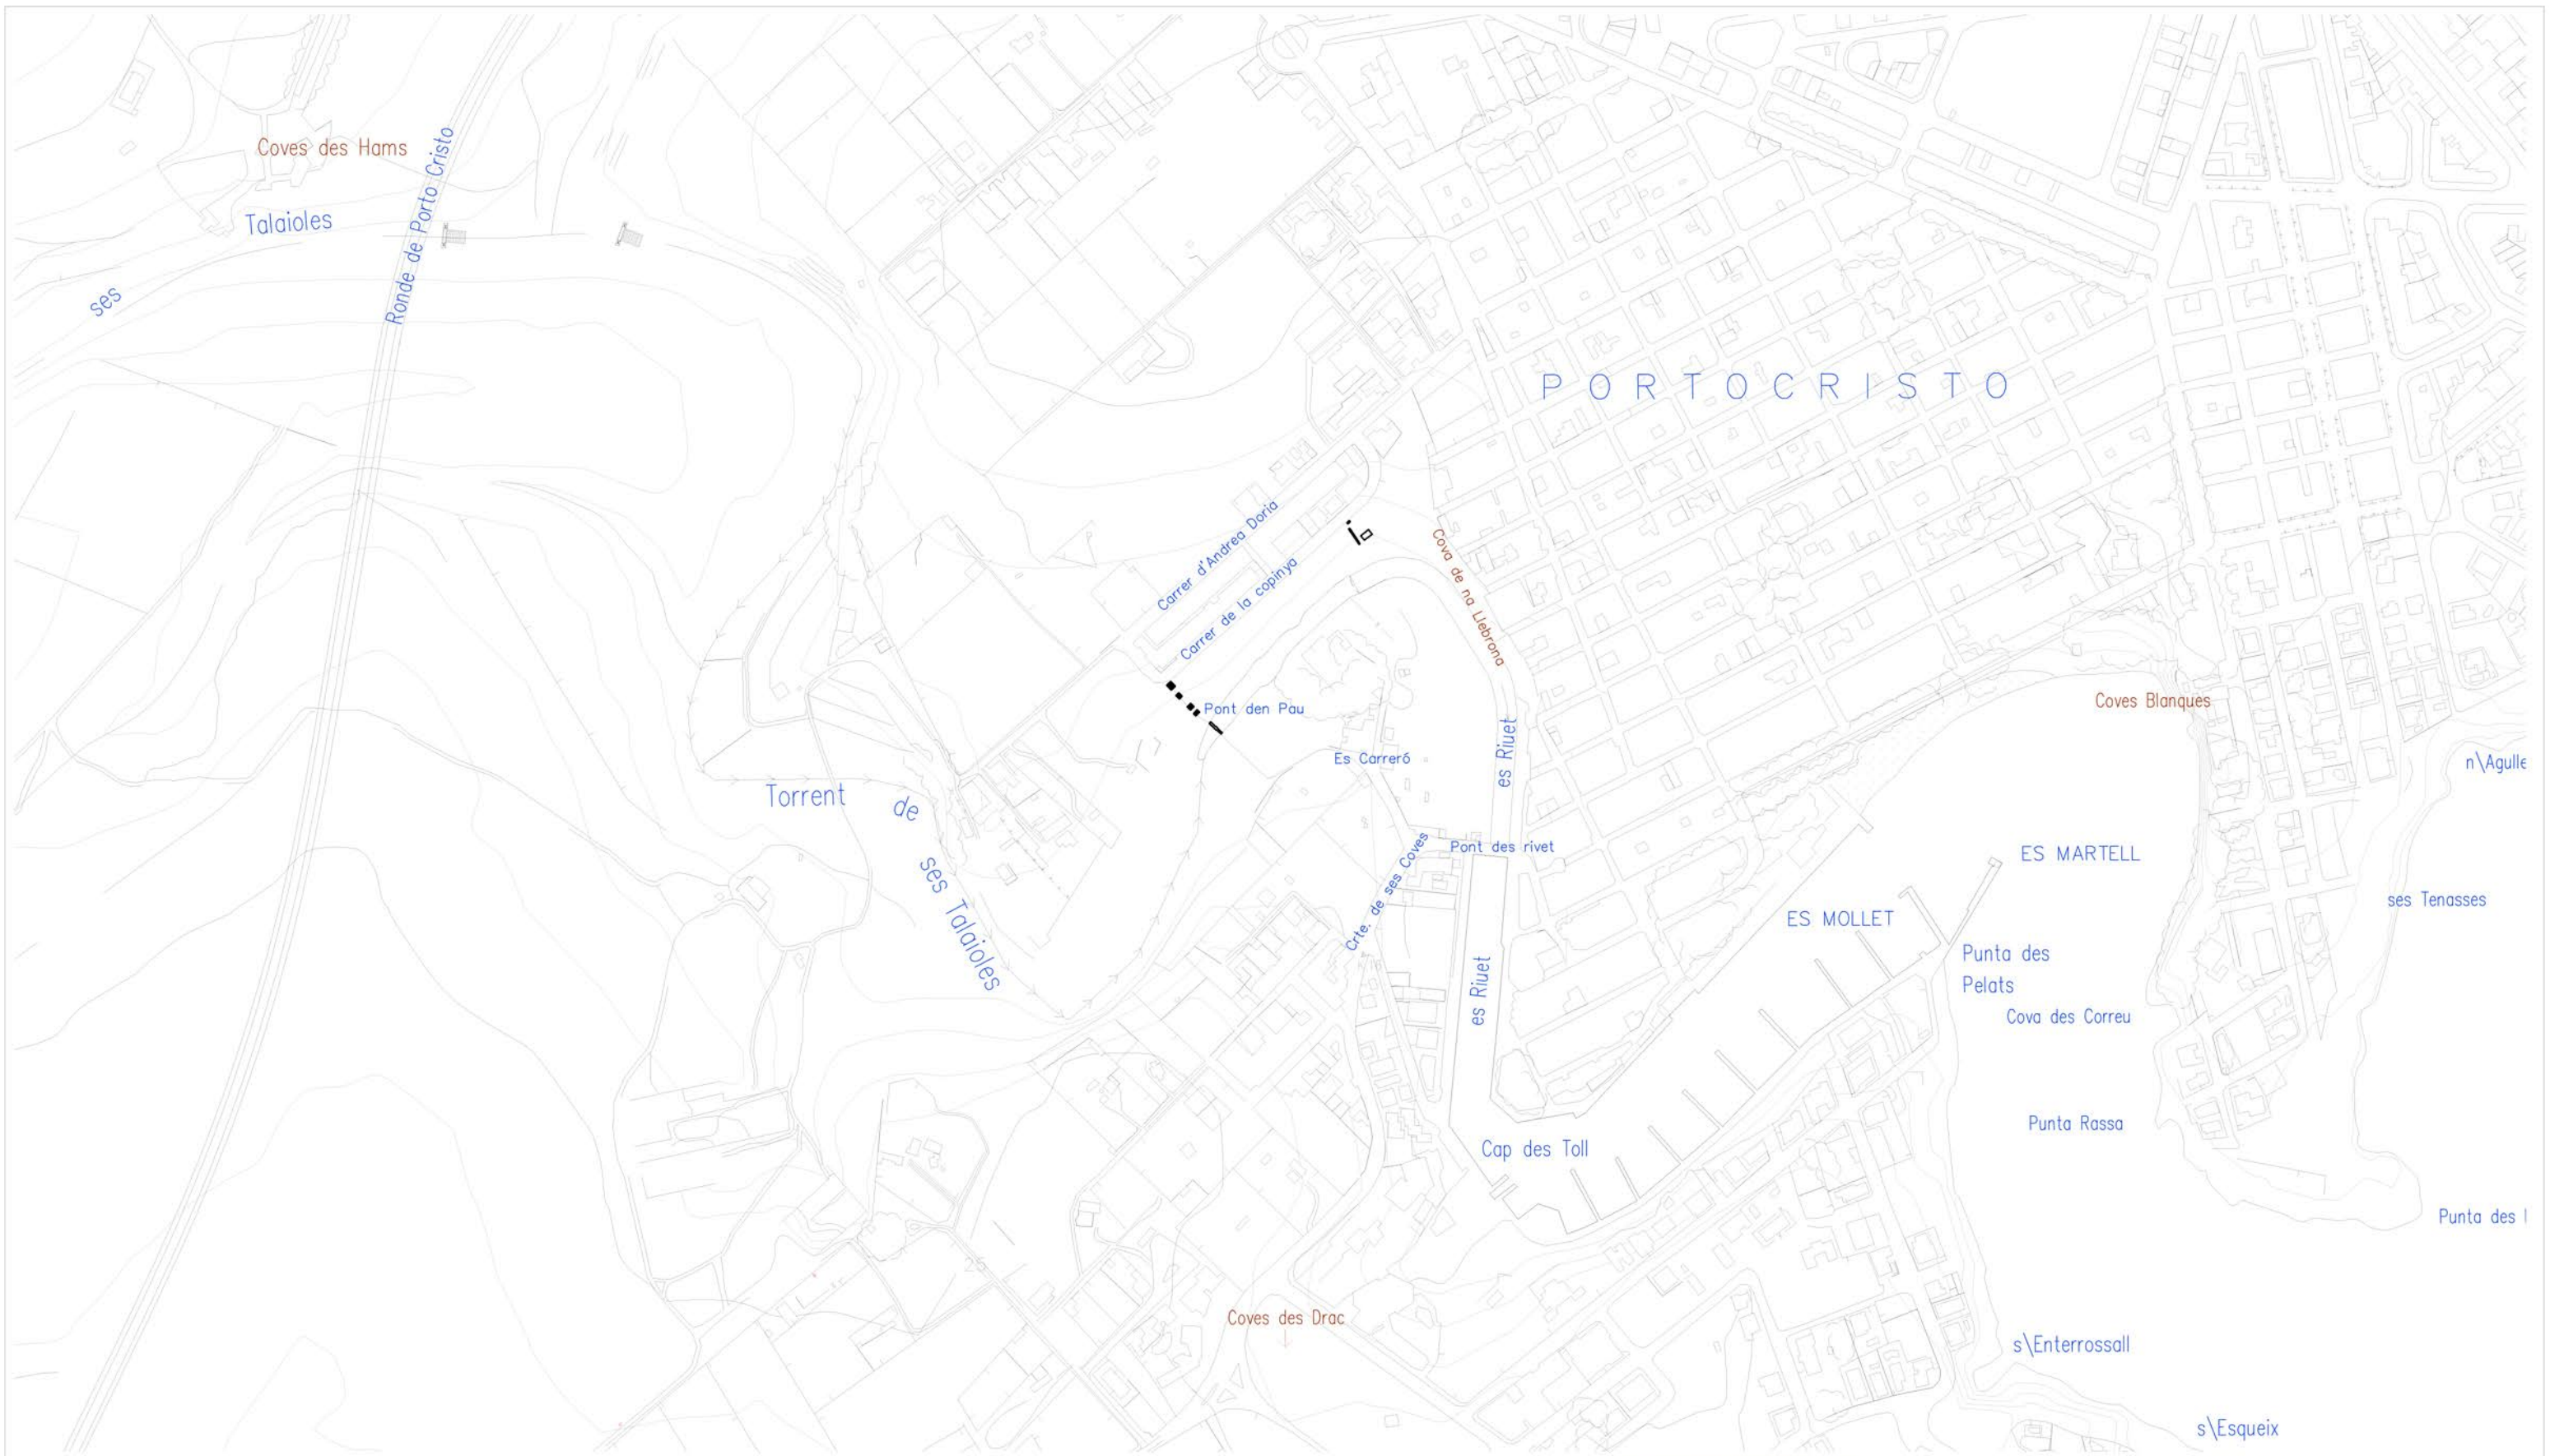 Coves des Hams
Ronde de Porto Cristo
Talaioles
ses
PORTOCRISTO
Carrer d'Andrea Doria
Carrer de la copinya
Cova de na Llebrona
Pont den Pau
Es Carreró
es Riuet
Coves Blanques
n\Agulle
Torrent
de
ses Talaioles
Pont des rivet
Crte. de ses Coves
ES MARTELL
ses Tenasses
ES MOLLET
Punta des
Pelats
es Riuet
Cova des Correu
Punta Rassa
Cap des Toll
Punta des
25
Coves des Drac
s\Enterrossall
s\Esqueix